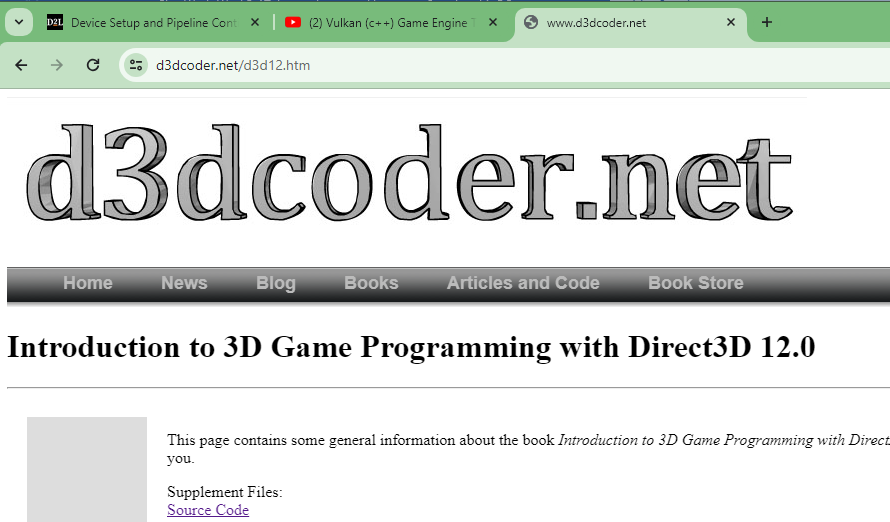 D2L Device Setup and Pipeline Cont
(2) Vulkan (c++) Game Engine T
www.d3dcoder.net
d3dcoder.net/d3d12.htm
d3dcoder.net
Home News Blog Books Articles and Code Book Store
Introduction to 3D Game Programming with Direct3D 12.0
This page contains some general information about the book Introduction to 3D Game Programming with Direct
you.
Supplement Files:
Source Code